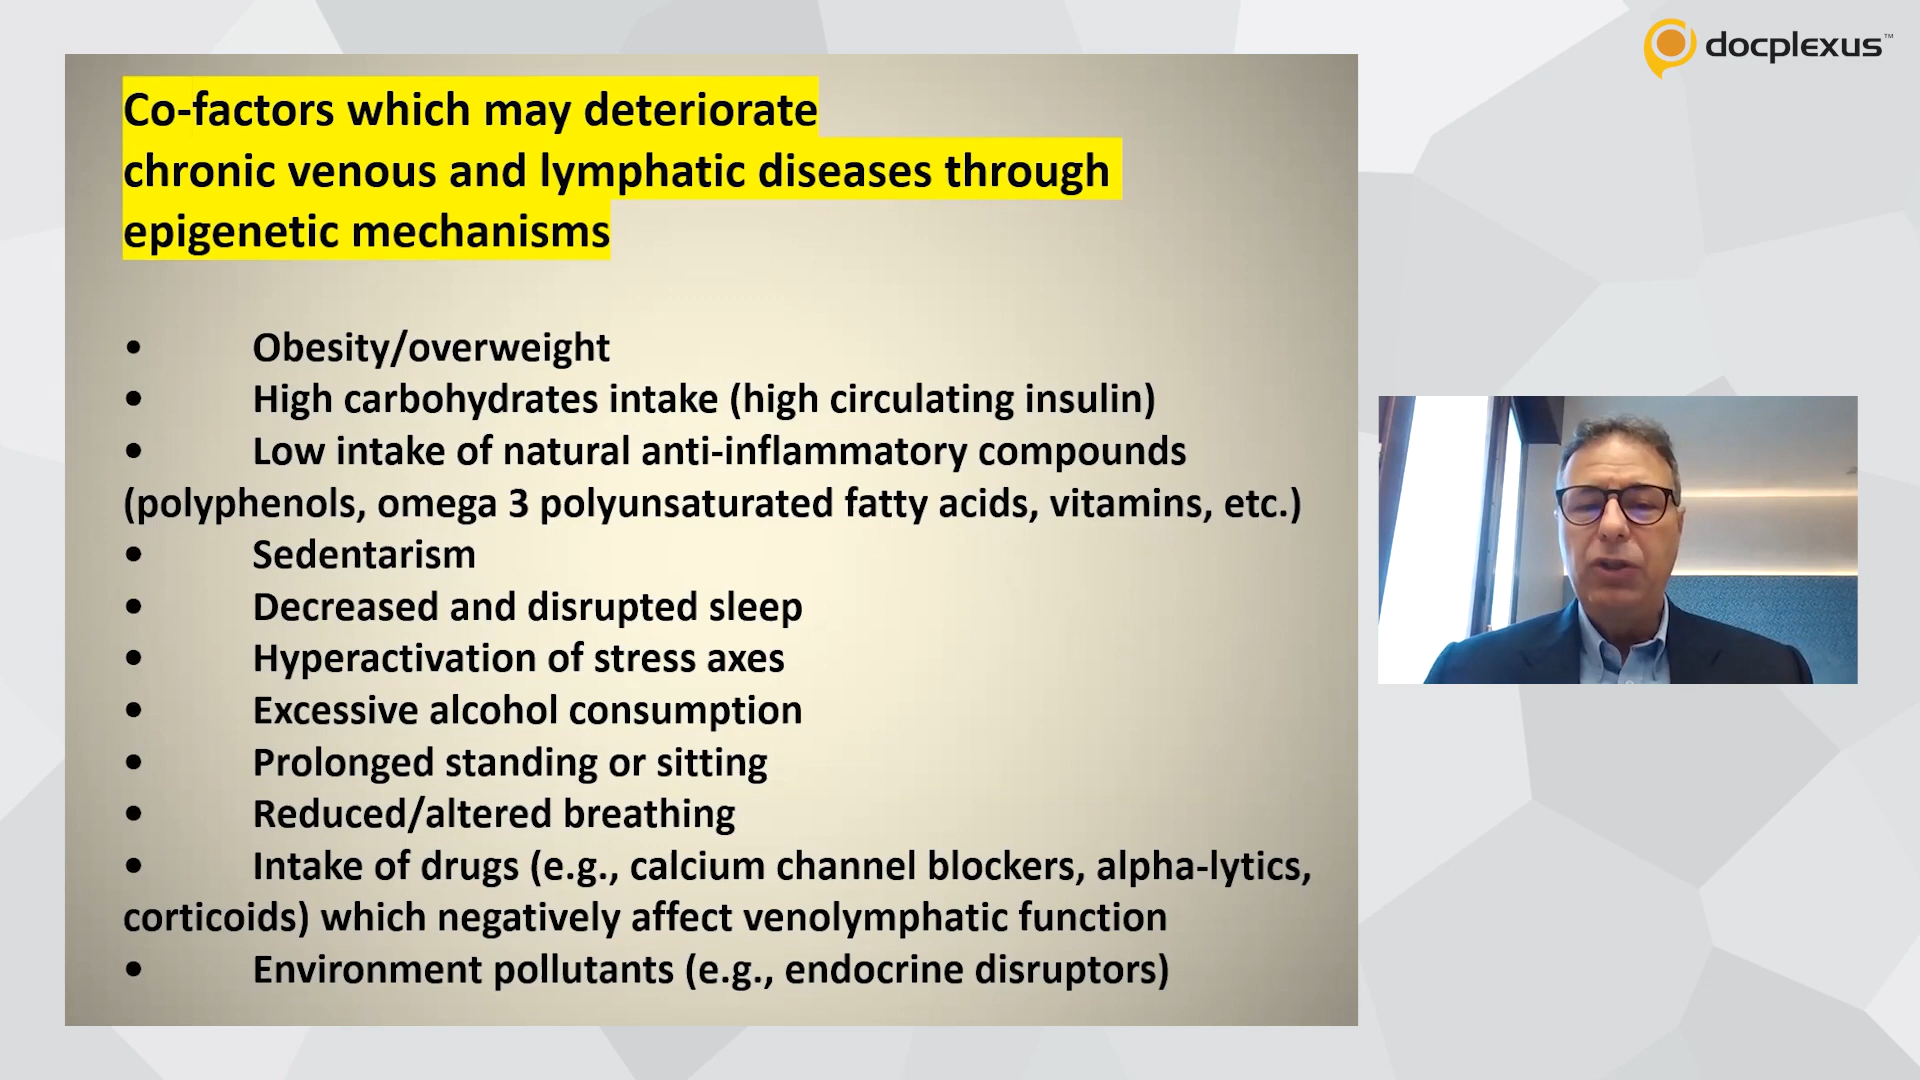 docplexus™
Co-factors which may deteriorate
chronic venous and lymphatic diseases through
epigenetic mechanisms
• Obesity/overweight
• High carbohydrates intake (high circulating insulin)
• Low intake of natural anti-inflammatory compounds
(polyphenols, omega 3 polyunsaturated fatty acids, vitamins, etc.)
• Sedentarism
• Decreased and disrupted sleep
• Hyperactivation of stress axes
• Excessive alcohol consumption
• Prolonged standing or sitting
• Reduced/altered breathing
• Intake of drugs (e.g., calcium channel blockers, alpha-lytics,
corticoids) which negatively affect venolymphatic function
• Environment pollutants (e.g., endocrine disruptors)